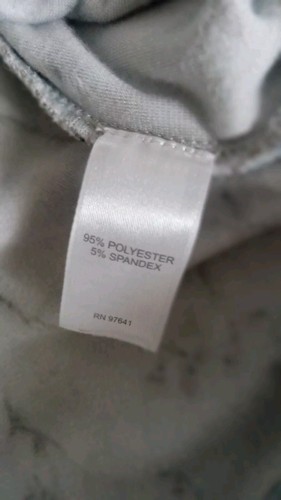 95% POLYESTER
5% SPANDEX
RN 97641